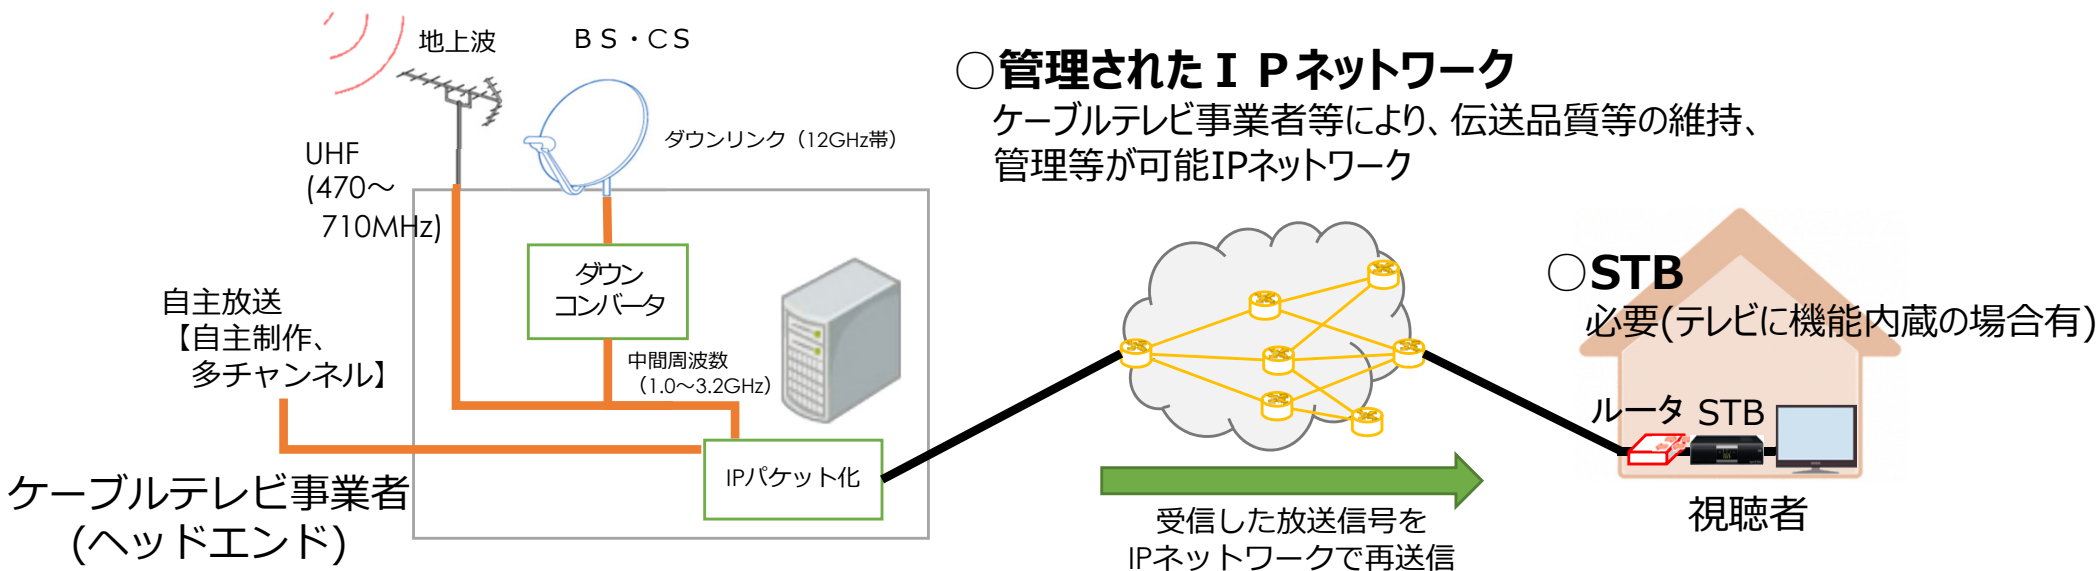 地上波
ＢＳ・ＣＳ
○管理されたＩＰネットワーク
ケーブルテレビ事業者等により、伝送品質等の維持、
管理等が可能IPネットワーク
ダウンリンク（12GHz帯）
UHF
(470～
710MHz)
ダウン
コンバータ
自主放送
【自主制作、
多チャンネル】
中間周波数
（1.0～3.2GHz）
IPパケット化
ケーブルテレビ事業者
(ヘッドエンド)
受信した放送信号を
IPネットワークで再送信
○STB
必要(テレビに機能内蔵の場合有)
ルータ STB
視聴者